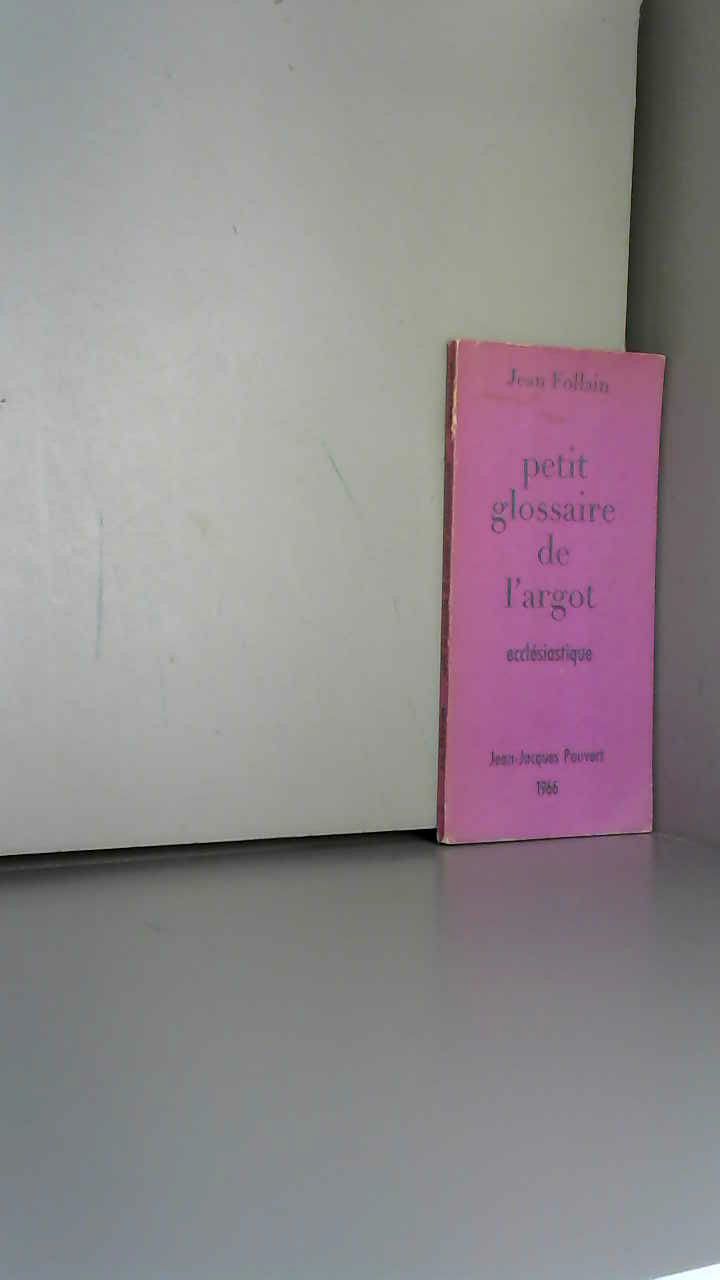 Jean Follain
petit
glossaire
de
l'argot
ecclésiastique
Jean-Jacques Pauvert
1966